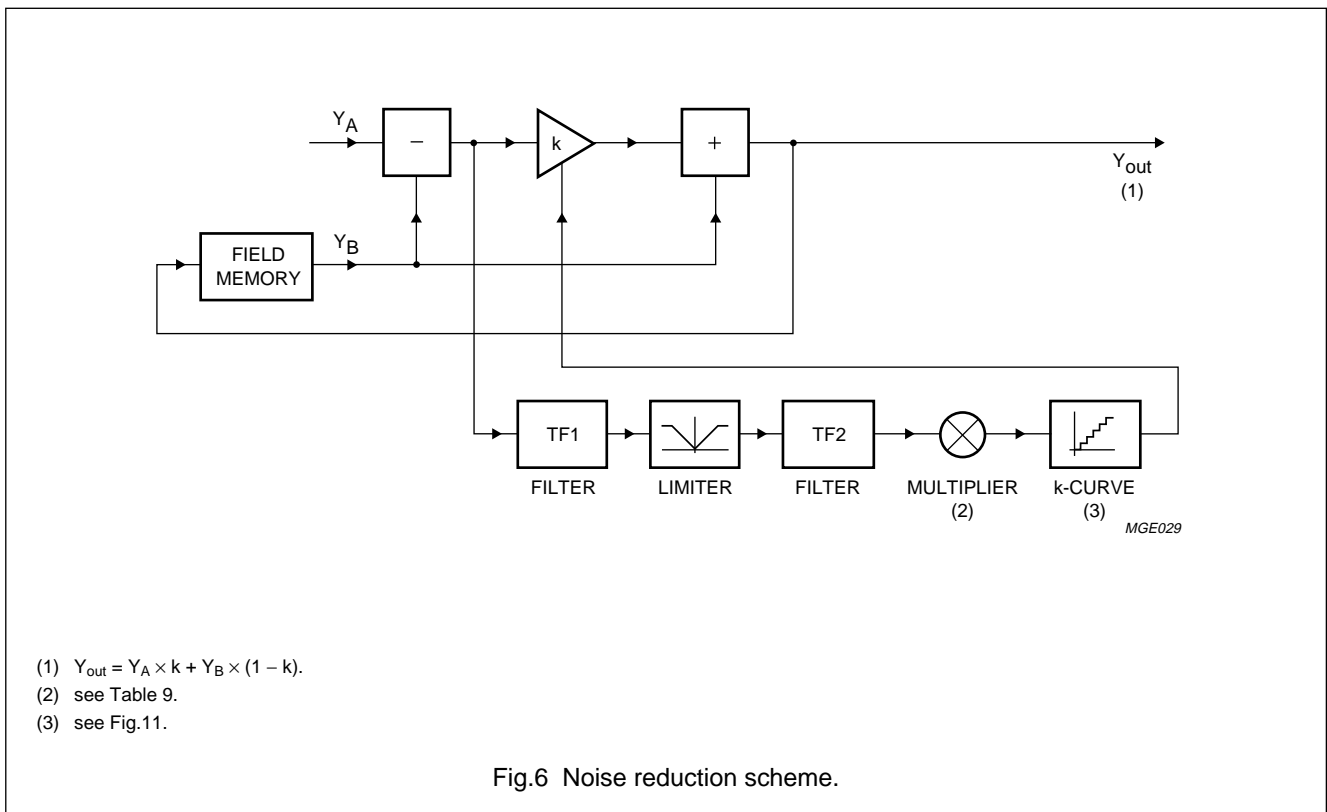 Y_A
−
k
+
Y_out
(1)
FIELD
MEMORY
Y_B
TF1
TF2
FILTER
LIMITER
FILTER
MULTIPLIER
(2)
k-CURVE
(3)
MGE029
(1) Y_out = Y_A × k + Y_B × (1 − k).
(2) see Table 9.
(3) see Fig.11.
Fig.6 Noise reduction scheme.